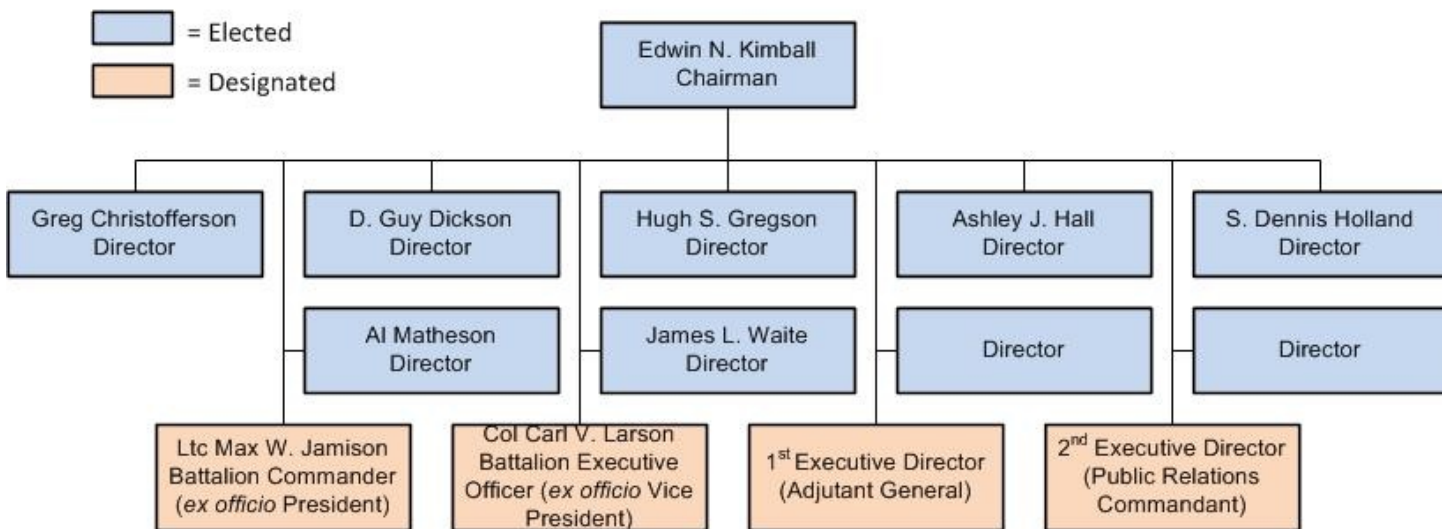 = Elected
= Designated
Edwin N. Kimball
Chairman
Greg Christofferson
Director
D. Guy Dickson
Director
Hugh S. Gregson
Director
Ashley J. Hall
Director
S. Dennis Holland
Director
Al Matheson
Director
James L. Waite
Director
Director
Director
Ltc Max W. Jamison
Battalion Commander
(ex officio President)
Col Carl V. Larson
Battalion Executive
Officer (ex officio Vice
President)
1st Executive Director
(Adjutant General)
2nd Executive Director
(Public Relations
Commandant)